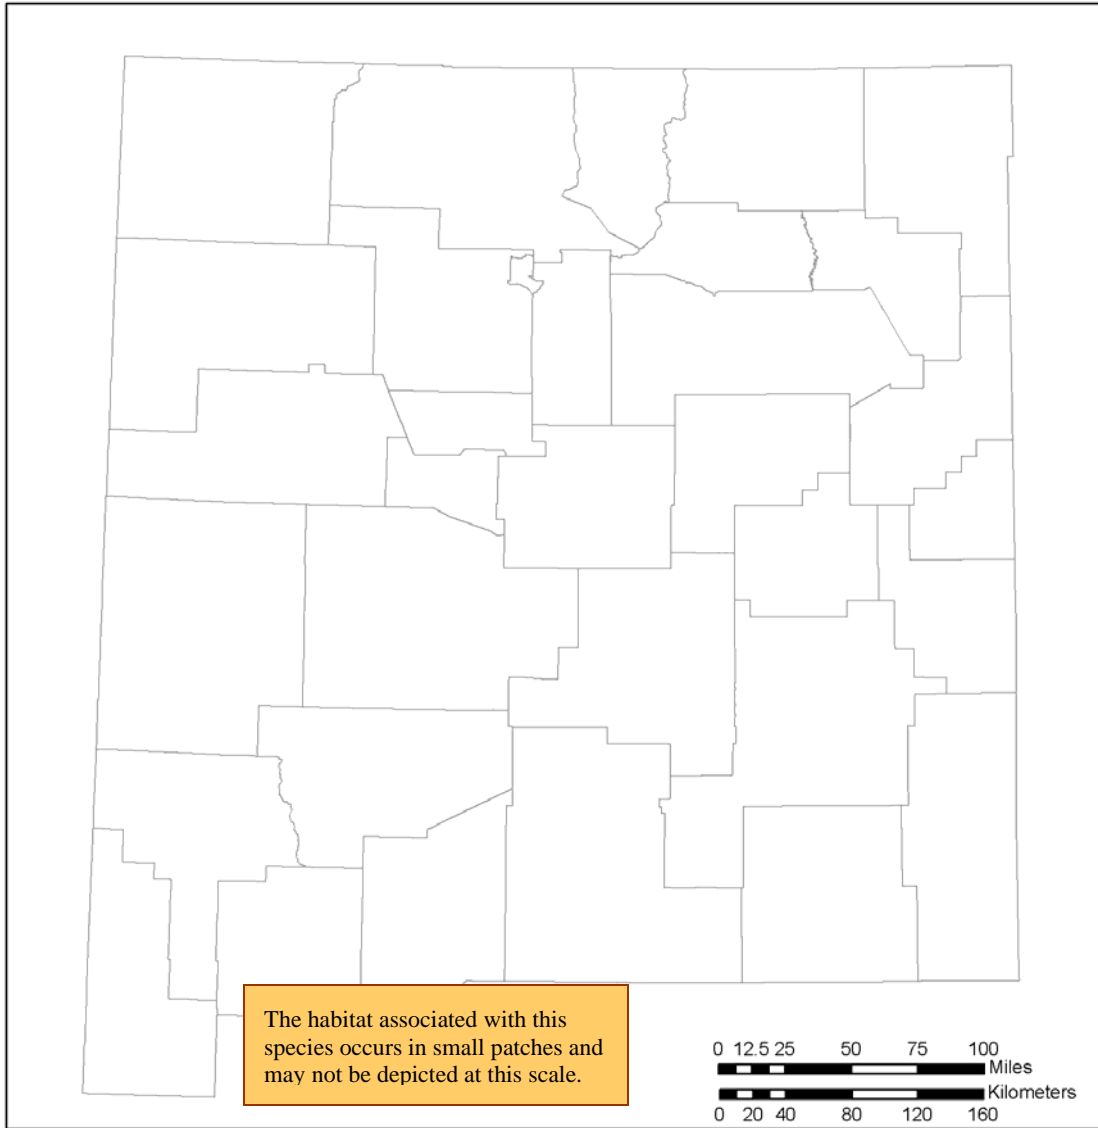 The habitat associated with this
species occurs in small patches and
may not be depicted at this scale.
0 12.5 25 50 75 100
Miles
Kilometers
0 20 40 80 120 160